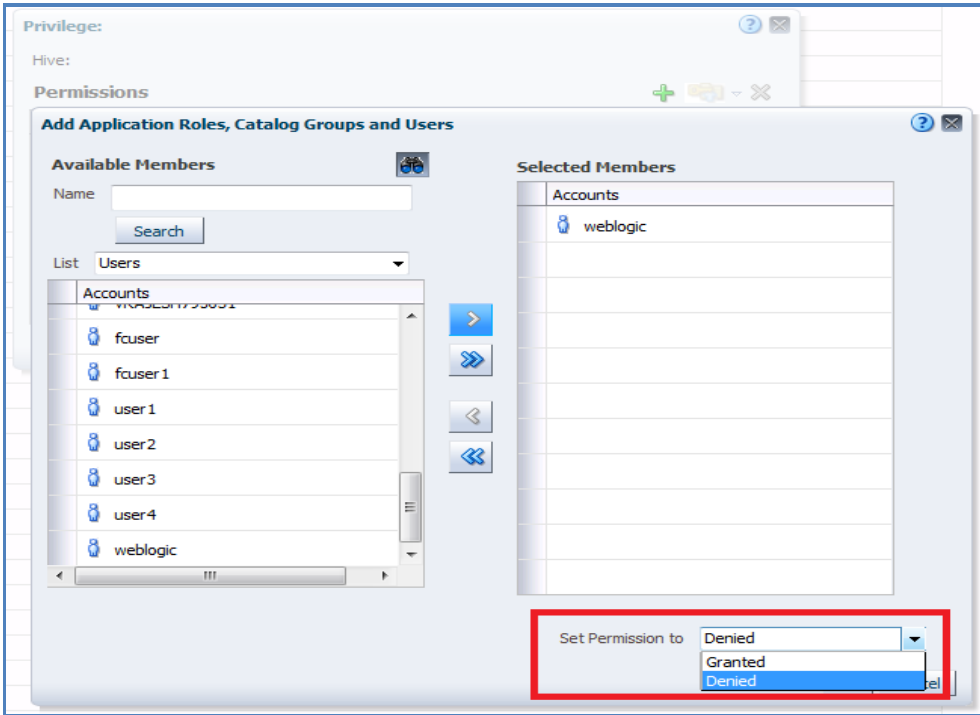 Privilege:
Hive:
Permissions
Add Application Roles, Catalog Groups and Users
Available Members
Name
Search
List Users
Accounts
fcuser
fcuser1
user1
user2
user3
user4
weblogic
Selected Members
Accounts
weblogic
Set Permission to Denied
Granted
Denied